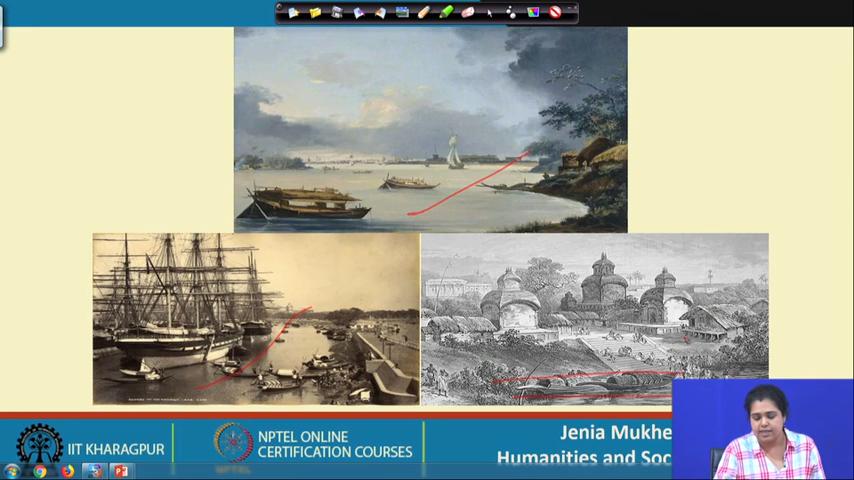 IIT KHARAGPUR
NPTEL ONLINE
CERTIFICATION COURSES
Jenia Mukhe
Humanities and Soc